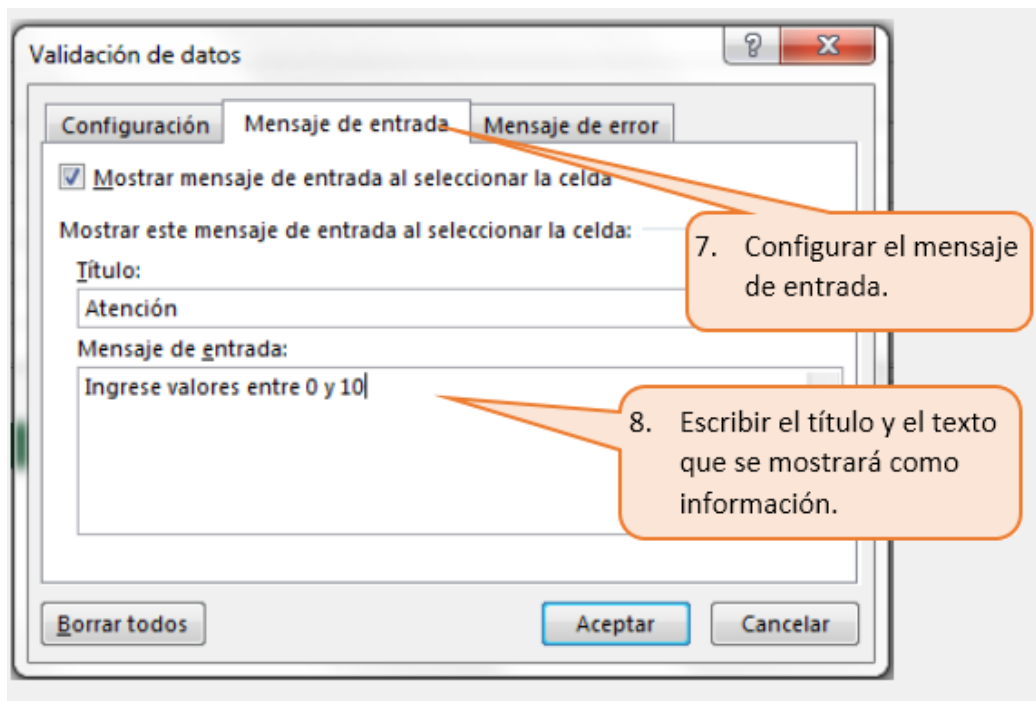 Validación de datos
Configuración
Mensaje de entrada
Mensaje de error
Mostrar mensaje de entrada al seleccionar la celda
Mostrar este mensaje de entrada al seleccionar la celda:
Título:
Atención
Mensaje de entrada:
Ingrese valores entre 0 y 10
7. Configurar el mensaje
de entrada.
8. Escribir el título y el texto
que se mostrará como
información.
Borrar todos
Aceptar
Cancelar